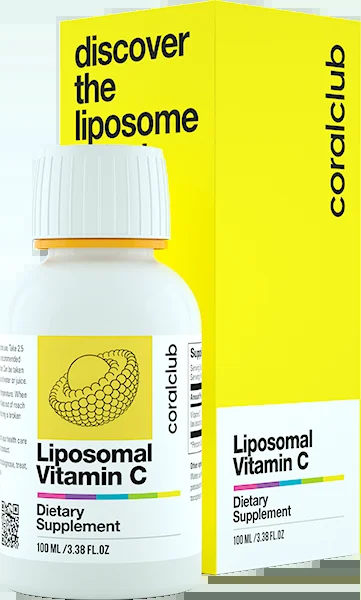 discover
the
liposome
coralclub
coralclub
Liposomal
Vitamin C
Dietary
Supplement
100 ML /3.38 FL.OZ
Liposomal
Vitamin C
Dietary
Supplement
100 ML /3.38 FL.OZ